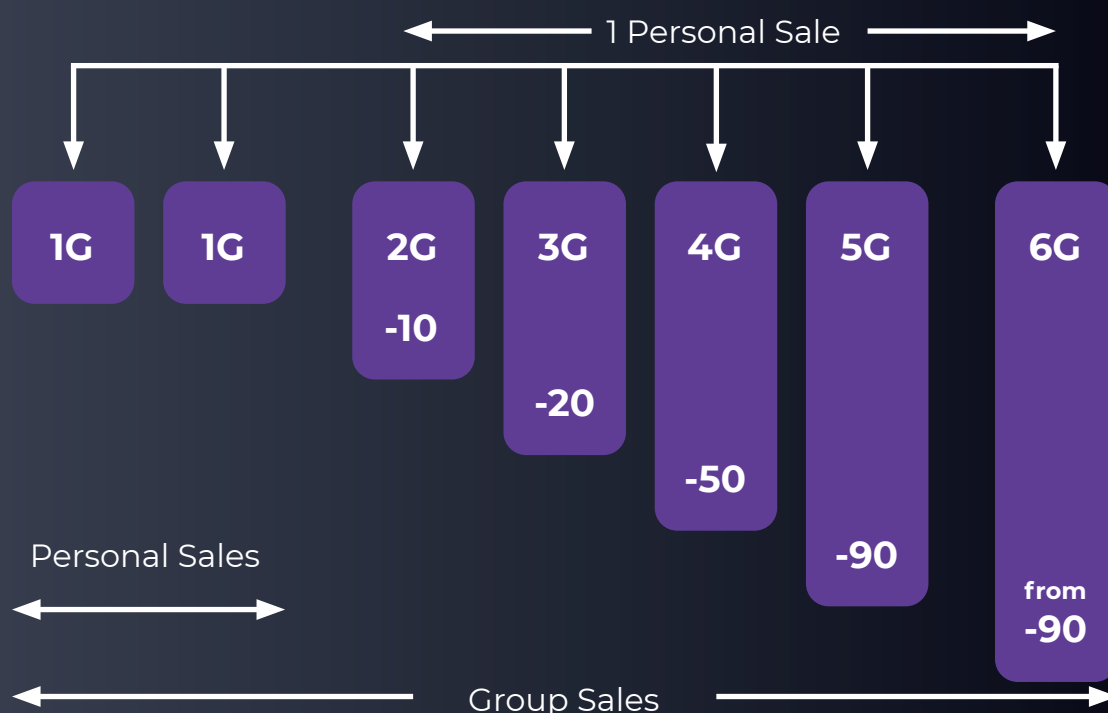 1 Personal Sale
1G
1G
2G
3G
4G
5G
6G
-10
-20
-50
-90
from
-90
Personal Sales
Group Sales